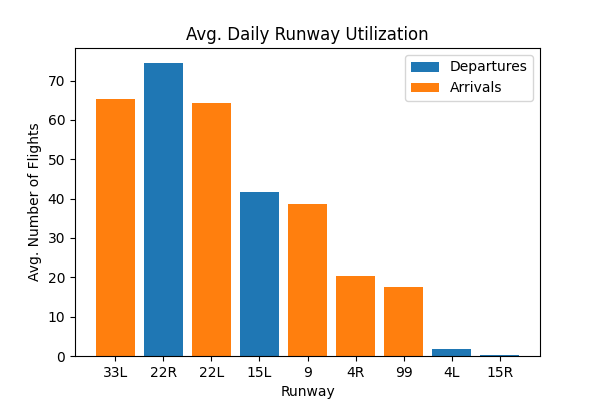 Avg. Daily Runway Utilization
Departures
Arrivals
70
60
50
40
30
20
10
0
Avg. Number of Flights
33L 22R 22L 15L 9 4R 99 4L 15R
Runway